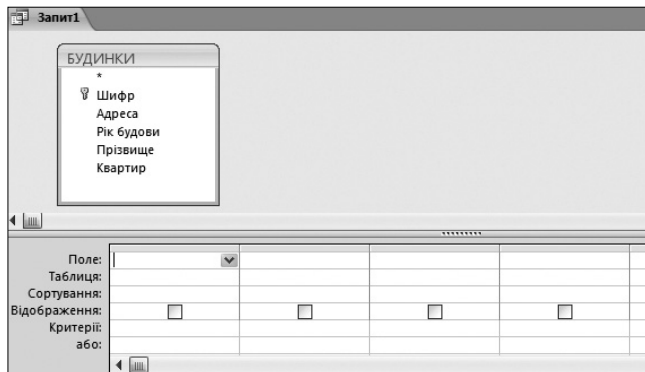 Запит1
БУДИНКИ
*
Шифр
Адреса
Рік будови
Прізвище
Квартир
Поле:
Таблиця:
Сортування:
Відображення:
Критерії:
або: